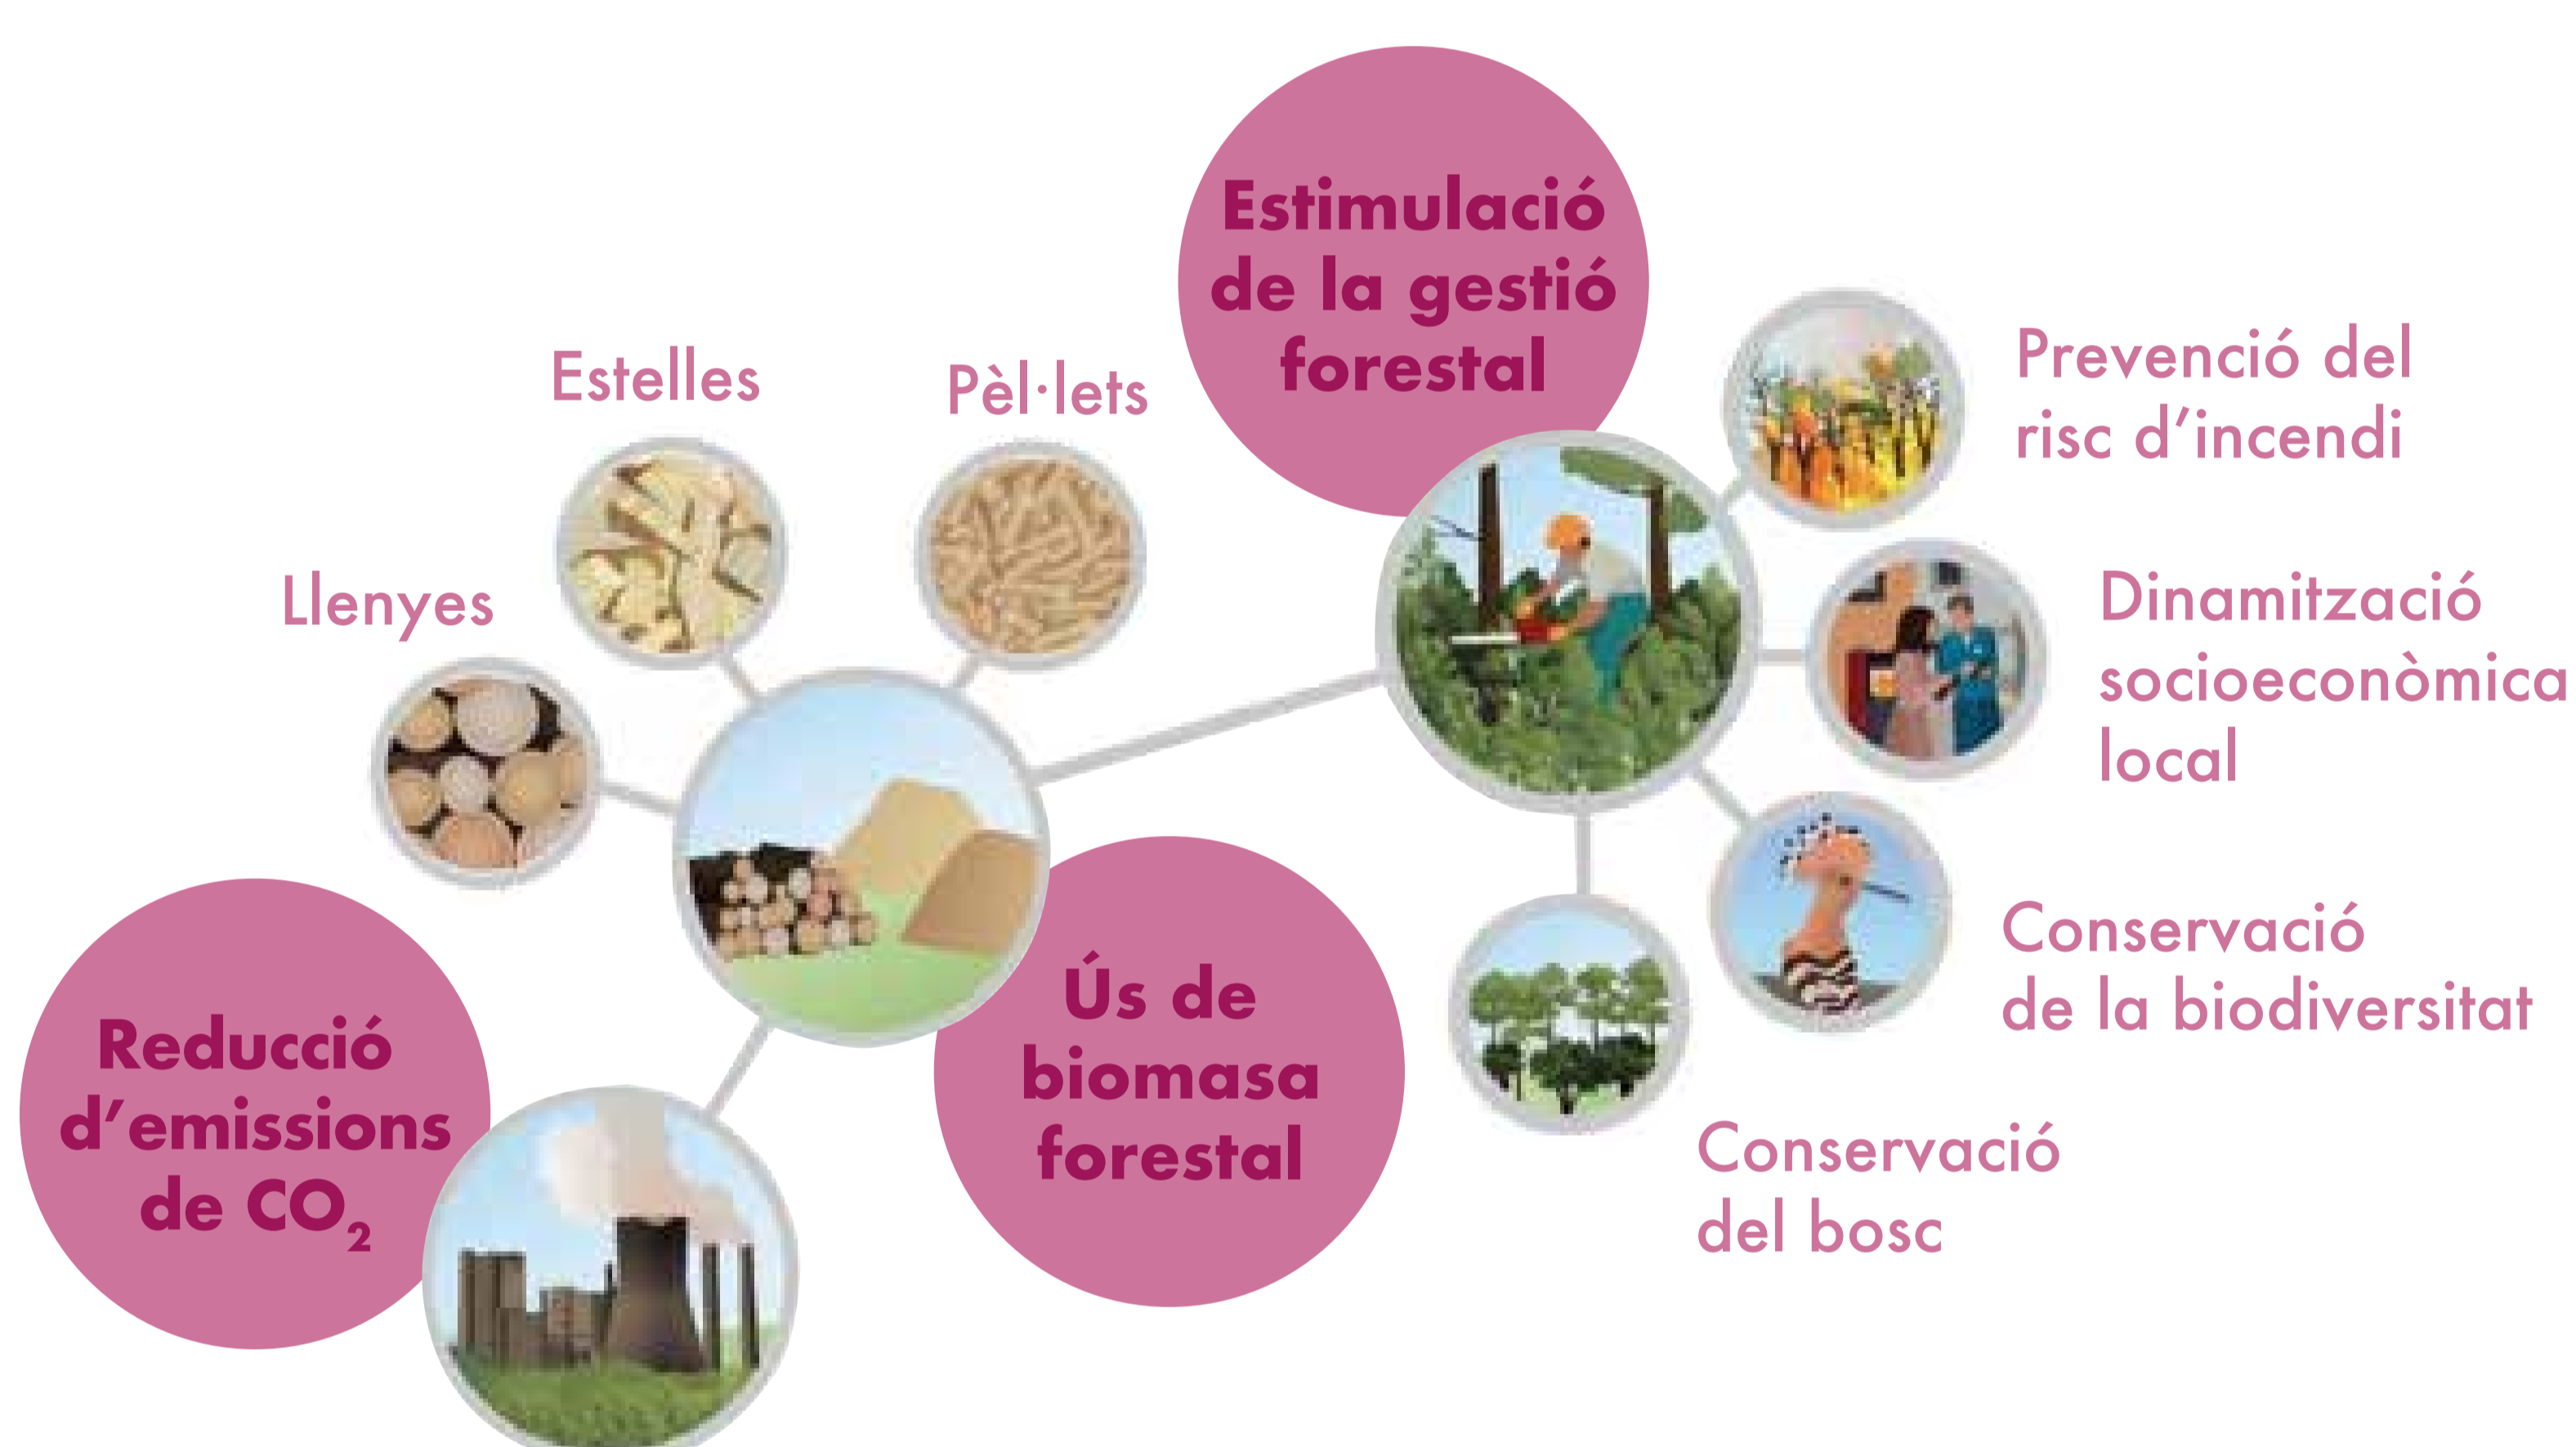 Estimulació
de la gestió
forestal
Estelles
Pèl·lets
Llenyes
Prevenció del
risc d’incendi
Dinamització
socioeconòmica
local
Conservació
de la biodiversitat
Conservació
del bosc
Ús de
biomasa
forestal
Reducció
d’emissions
de CO₂